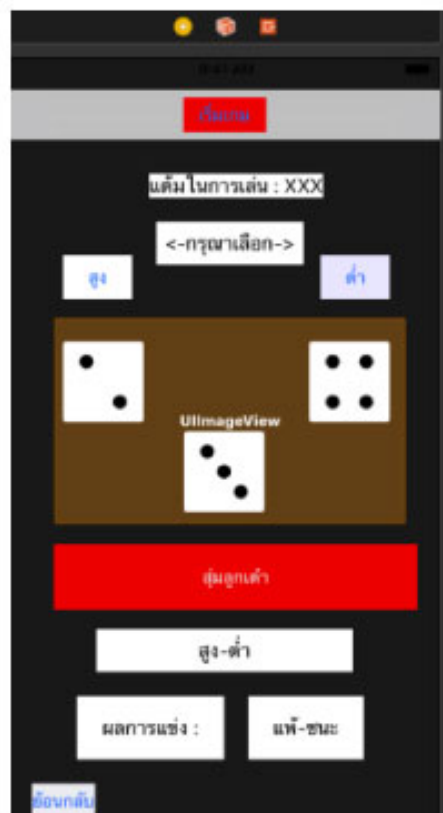 เริ่มเกม
แต้มในการเล่น : XXX
<-กรุณาเลือก->
สูง
ต่ำ
UIImageView
สุ่มลูกเต๋า
สูง-ต่ำ
ผลการแข่ง :
แพ้-ชนะ
ย้อนกลับ